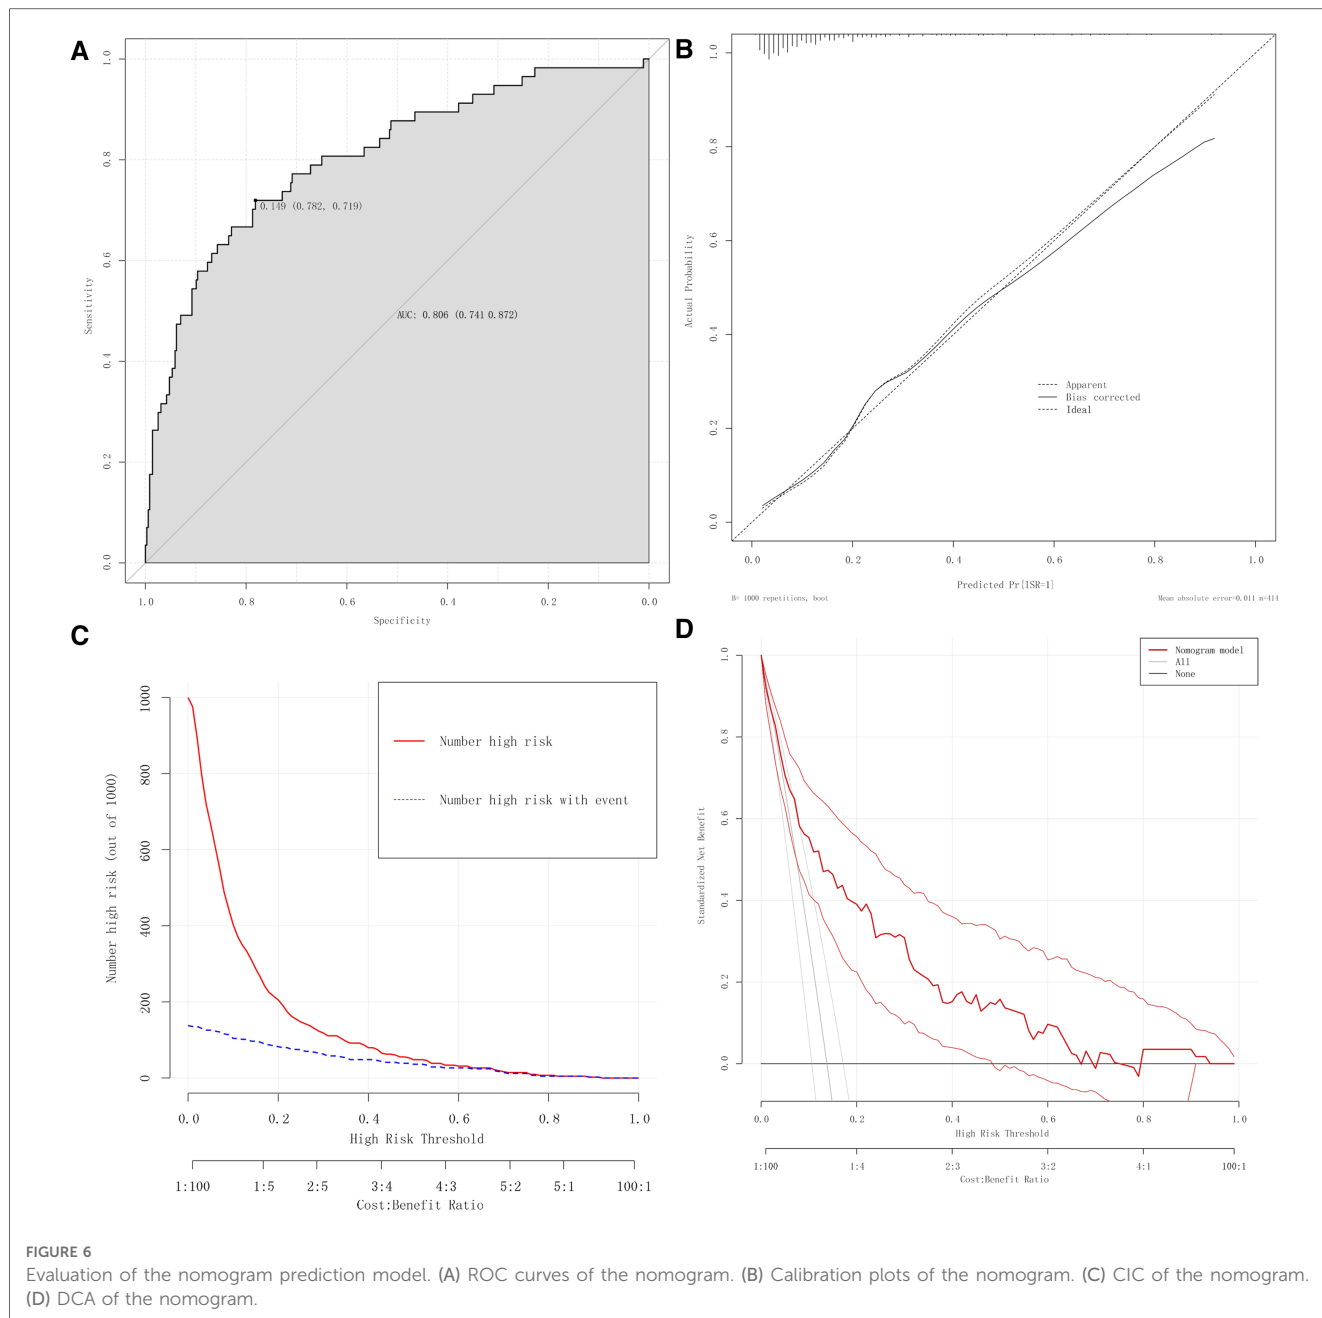 A
1.0
0.8
0.6
0.4
0.2
0.0
Sensitivity
0.149 (0.782, 0.719)
AUC: 0.806 (0.741 0.872)
1.0 0.8 0.6 0.4 0.2 0.0
Specificity
B
1.0
0.8
0.6
0.4
0.2
0.0
Actual Probability
Apparent
Bias corrected
Ideal
0.0 0.2 0.4 0.6 0.8 1.0
Predicted Pr{ISR=1}
B= 1000 repetitions, boot
Mean absolute error=0.011 n=414
C
1000
800
600
400
200
0
Number high risk (out of 1000)
Number high risk
Number high risk with event
0.0 0.2 0.4 0.6 0.8 1.0
High Risk Threshold
1:100 1:5 2:5 3:4 4:3 5:2 5:1 100:1
Cost:Benefit Ratio
D
1.0
0.8
0.6
0.4
0.2
0.0
Standardized Net Benefit
Nomogram model
All
None
0.0 0.2 0.4 0.6 0.8 1.0
High Risk Threshold
1:100 1:4 2:3 3:2 4:1 100:1
Cost:Benefit Ratio
FIGURE 6
Evaluation of the nomogram prediction model. (A) ROC curves of the nomogram. (B) Calibration plots of the nomogram. (C) CIC of the nomogram.
(D) DCA of the nomogram.